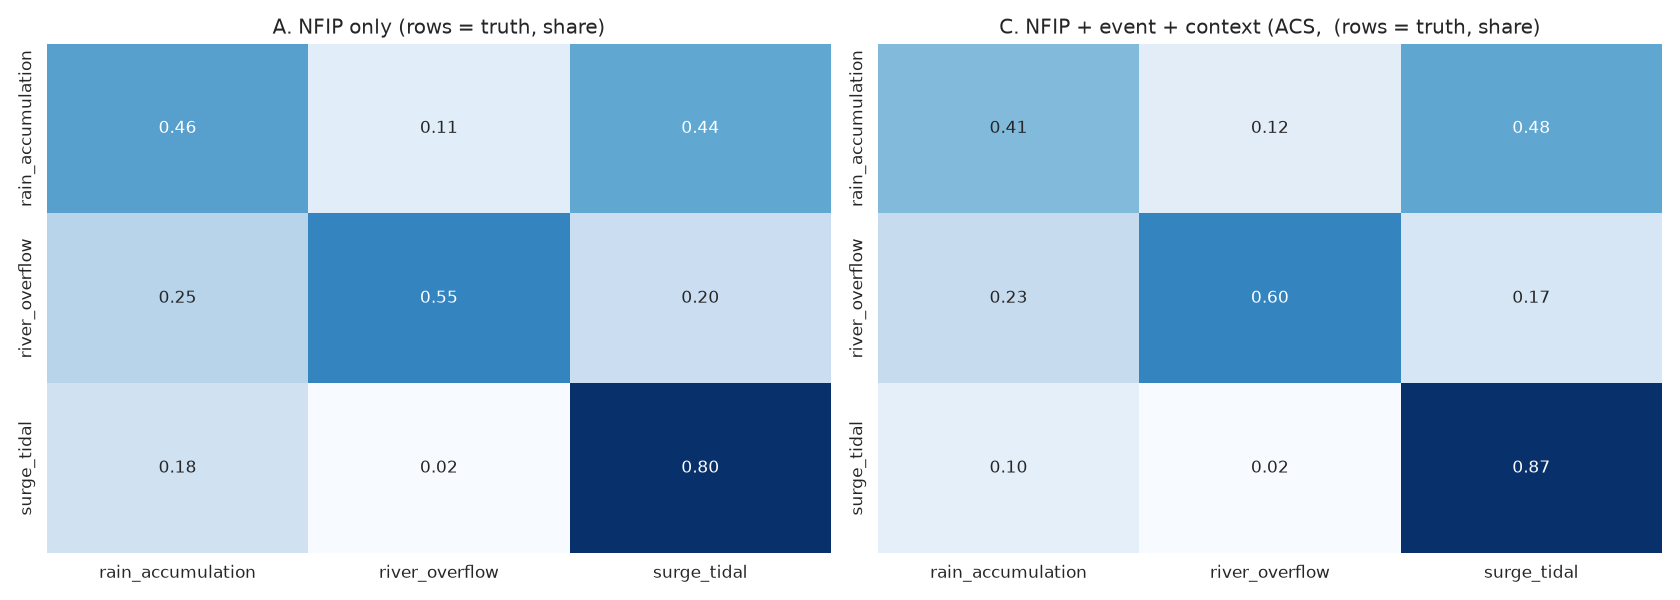 A. NFIP only (rows = truth, share)
rain_accumulation
0.46 0.11 0.44
river_overflow
0.25 0.55 0.20
surge_tidal
0.18 0.02 0.80
rain_accumulation river_overflow surge_tidal
C. NFIP + event + context (ACS,  (rows = truth, share)
rain_accumulation
0.41 0.12 0.48
river_overflow
0.23 0.60 0.17
surge_tidal
0.10 0.02 0.87
rain_accumulation river_overflow surge_tidal